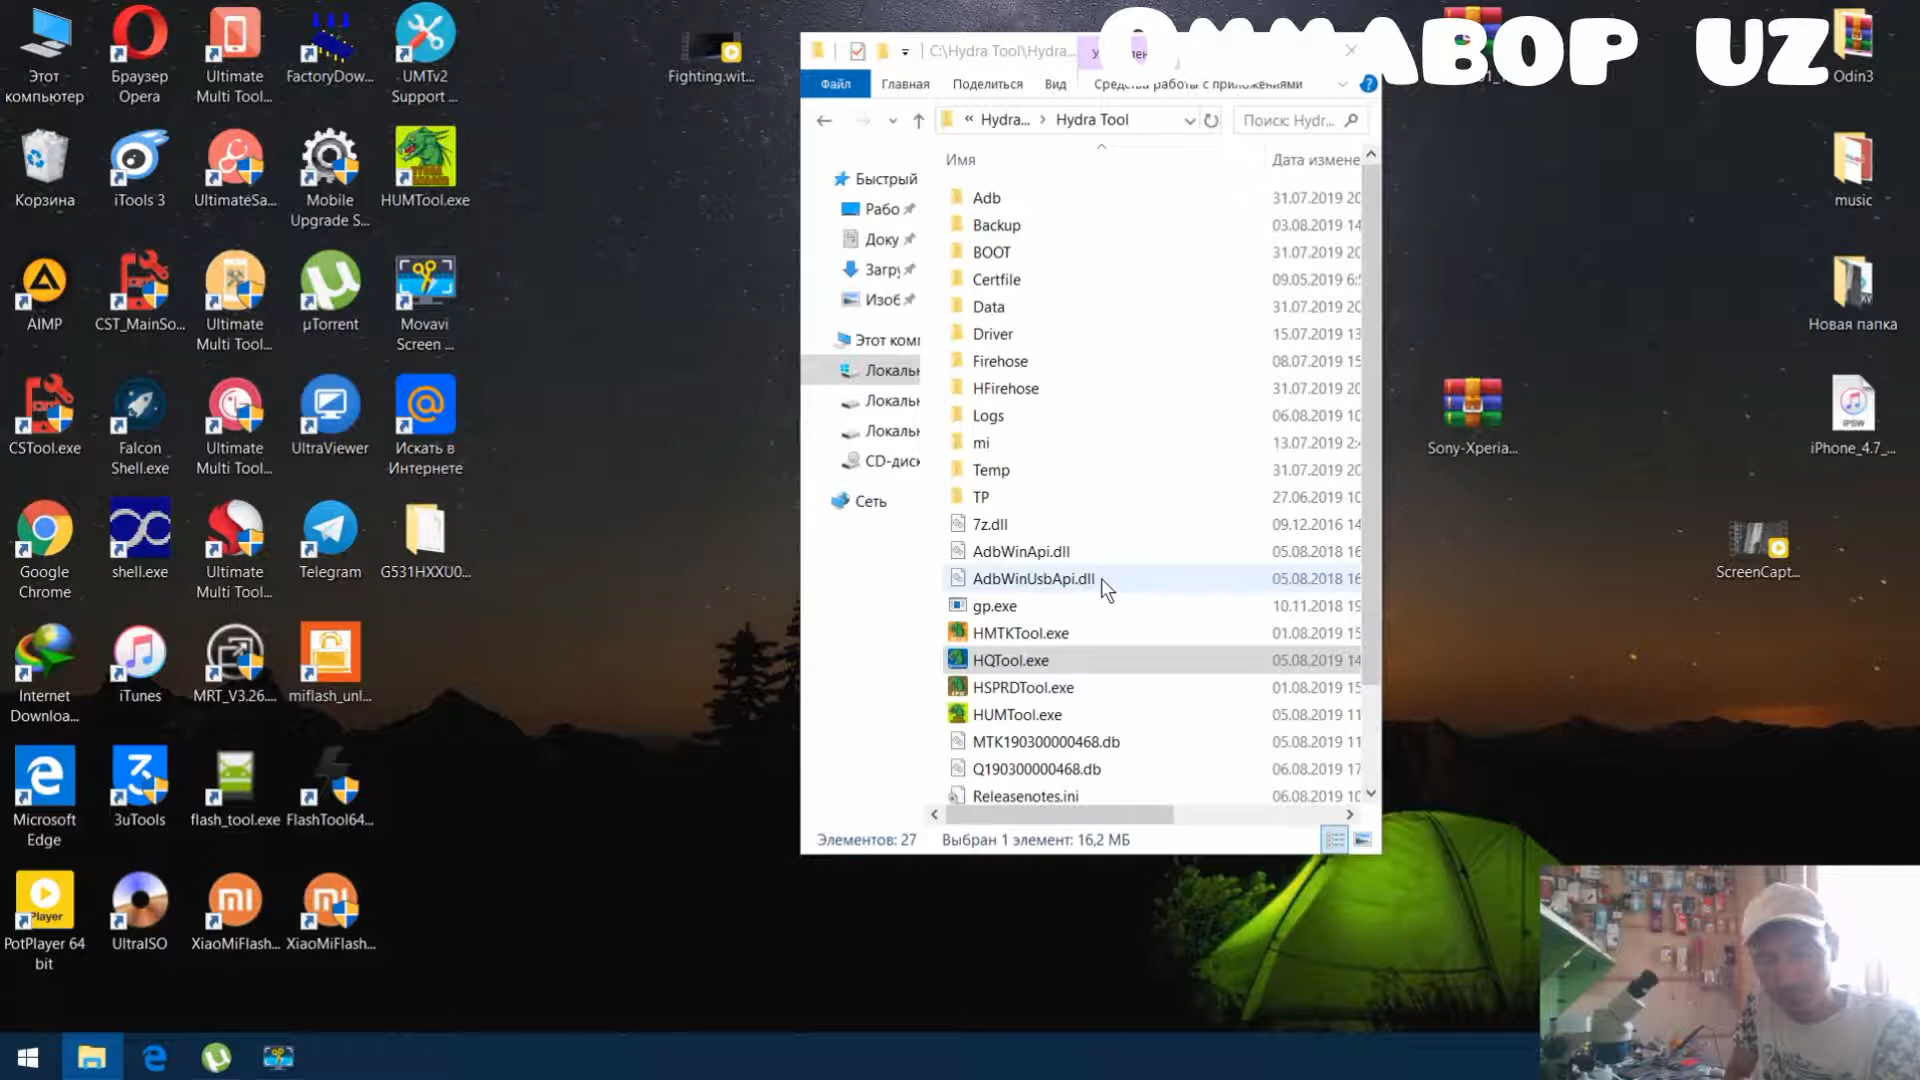 Этот
компьютер
Браузер
Opera
Ultimate
Multi Tool...
FactoryDow...
UMTv2
Support ...
Fighting.wit...
Корзина
iTools 3
UltimateSa...
Mobile
Upgrade S...
HUMTool.exe
AIMP
CST_MainSo...
Ultimate
Multi Tool...
µTorrent
Movavi
Screen ...
CSTool.exe
Falcon
Shell.exe
Ultimate
Multi Tool...
UltraViewer
Искать в
Интернете
Google
Chrome
shell.exe
Ultimate
Multi Tool...
Telegram
G531HXXU0...
Internet
Downloa...
iTunes
MRT_V3.26....
miflash_unl...
Microsoft
Edge
3uTools
flash_tool.exe
FlashTool64...
Player
PotPlayer 64
bit
UltraISO
XiaoMiFlash...
XiaoMiFlash...
C:\Hydra Tool\Hydra...
Файл
Главная
Поделиться
Вид
Средства работы с приложениями
« Hydra... › Hydra Tool
Поиск: Hydr...
Имя
Дата измене
Быстрый
Рабо
Доку
Загру
Изоб
Этот комп
Локальн
Локальн
Локальн
CD-диск
Сеть
Adb 31.07.2019 20
Backup 03.08.2019 14
BOOT 31.07.2019 20
Certfile 09.05.2019 6:
Data 31.07.2019 20
Driver 15.07.2019 13
Firehose 08.07.2019 15
HFirehose 31.07.2019 20
Logs 06.08.2019 10
mi 13.07.2019 2:
Temp 31.07.2019 20
TP 27.06.2019 10
7z.dll 09.12.2016 14
AdbWinApi.dll 05.08.2018 16
AdbWinUsbApi.dll 05.08.2018 16
gp.exe 10.11.2018 19
HMTKTool.exe 01.08.2019 15
HQTool.exe 05.08.2019 14
HSPRDTool.exe 01.08.2019 15
HUMTool.exe 05.08.2019 11
MTK190300000468.db 05.08.2019 11
Q190300000468.db 06.08.2019 17
Releasenotes.ini 06.08.2019 10
Элементов: 27
Выбран 1 элемент: 16,2 МБ
UZ
Odin3
music
Новая папка
Sony-Xperia...
iPhone_4.7_...
IPSW
ScreenCapt...